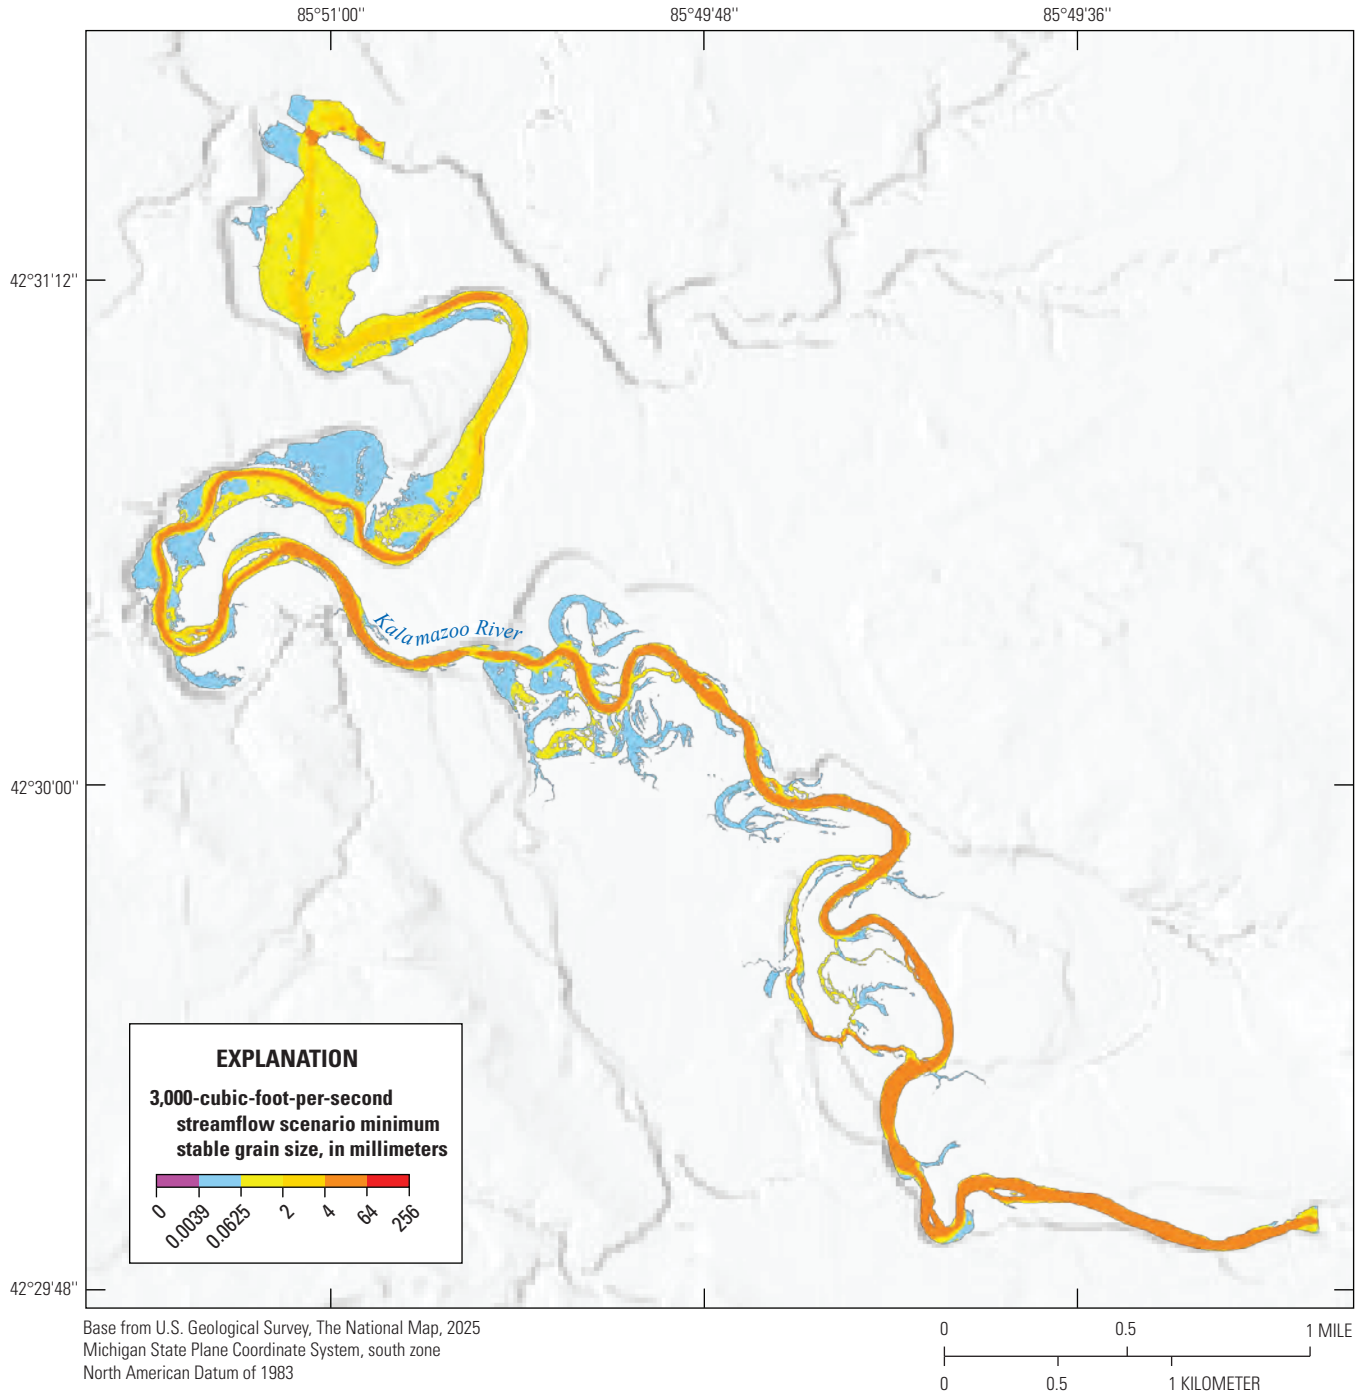 85°51'00" 85°49'48" 85°49'36"
42°31'12"
Kalamazoo River
42°30'00"
EXPLANATION
3,000-cubic-foot-per-second
streamflow scenario minimum
stable grain size, in millimeters
0 0.0039 0.0625 2 4 64 256
42°29'48"
Base from U.S. Geological Survey, The National Map, 2025
Michigan State Plane Coordinate System, south zone
North American Datum of 1983
0 0.5 1 MILE
0 0.5 1 KILOMETER